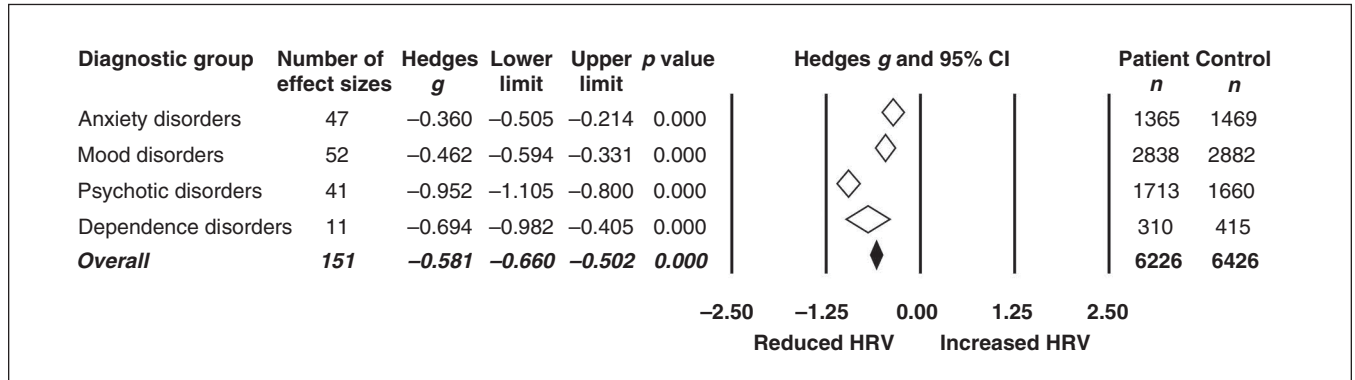 Diagnostic group Number of Hedges Lower Upper p value Hedges g and 95% CI Patient Control
effect sizes g limit limit n n
Anxiety disorders 47 –0.360 –0.505 –0.214 0.000 1365 1469
Mood disorders 52 –0.462 –0.594 –0.331 0.000 2838 2882
Psychotic disorders 41 –0.952 –1.105 –0.800 0.000 1713 1660
Dependence disorders 11 –0.694 –0.982 –0.405 0.000 310 415
Overall 151 –0.581 –0.660 –0.502 0.000 6226 6426
–2.50 –1.25 0.00 1.25 2.50
Reduced HRV Increased HRV